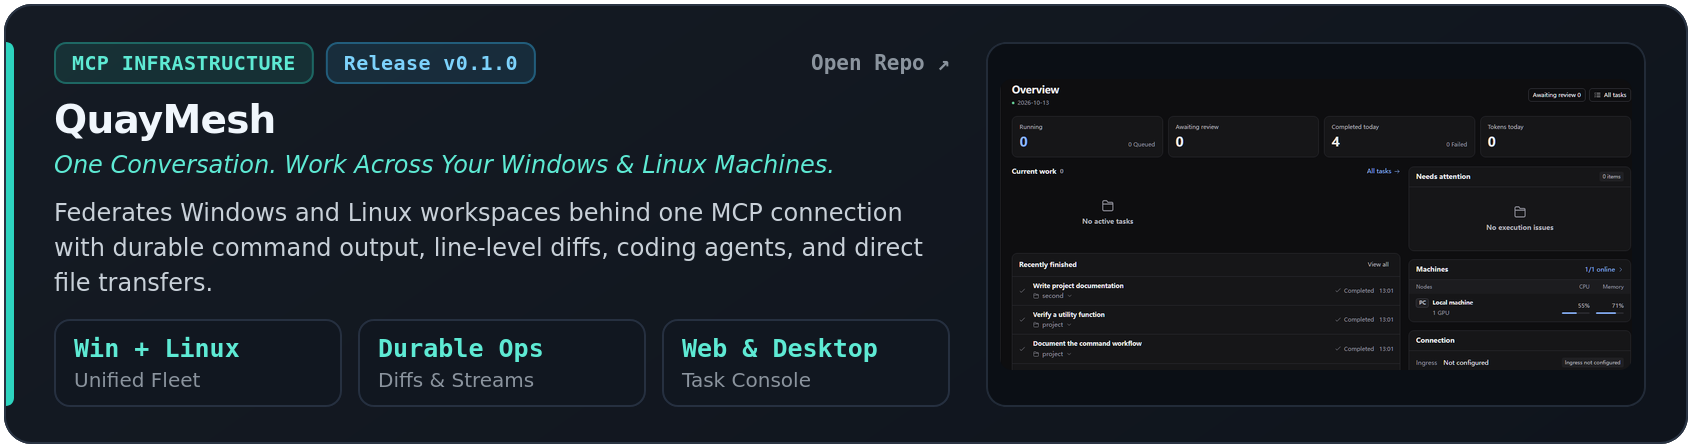 MCP INFRASTRUCTURE
Release v0.1.0
Open Repo ↗
QuayMesh
One Conversation. Work Across Your Windows & Linux Machines.
Federates Windows and Linux workspaces behind one MCP connection
with durable command output, line-level diffs, coding agents, and direct
file transfers.
Win + Linux
Unified Fleet
Durable Ops
Diffs & Streams
Web & Desktop
Task Console
Overview
2026-10-13
Awaiting review 0
All tasks
Running
0
0 Queued
Awaiting review
0
Completed today
4
0 Failed
Tokens today
0
Current work 0
All tasks →
No active tasks
Needs attention
0 items
No execution issues
Recently finished
View all
Write project documentation
second
Completed 13:01
Verify a utility function
project
Completed 13:01
Document the command workflow
project
Completed 13:01
Machines
1/1 online >
Nodes CPU Memory
PC Local machine
1 GPU
55% 71%
Connection
Ingress Not configured
Ingress not configured